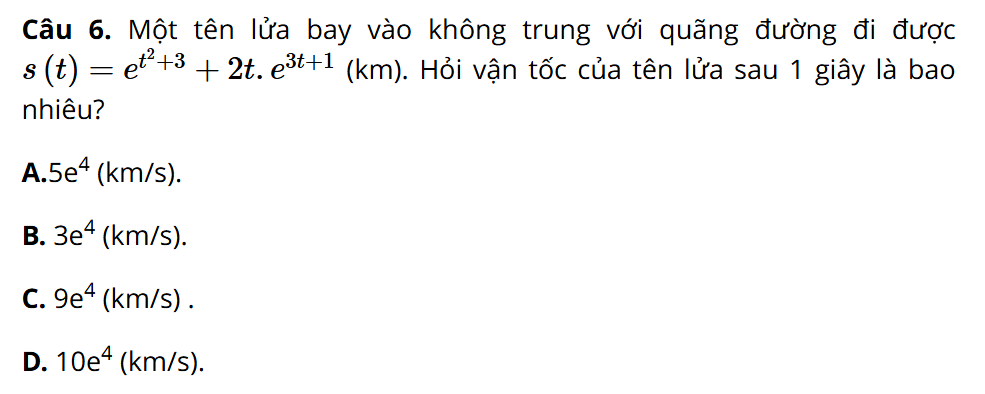 Câu 6. Một tên lửa bay vào không trung với quãng đường đi được
s (t) = e^{t^2+3} + 2t. e^{3t+1} (km). Hỏi vận tốc của tên lửa sau 1 giây là bao
nhiêu?
A.5e^4 (km/s).
B. 3e^4 (km/s).
C. 9e^4 (km/s) .
D. 10e^4 (km/s).